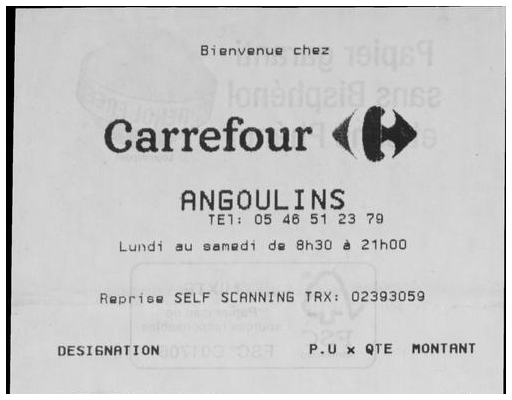 Bienvenue chez
Carrefour
ANGOULINS
TEl: 05 46 51 23 79
Lundi au samedi de 8h30 à 21h00
Reprise SELF SCANNING TRX: 02393059
DESIGNATION P.U x QTE MONTANT